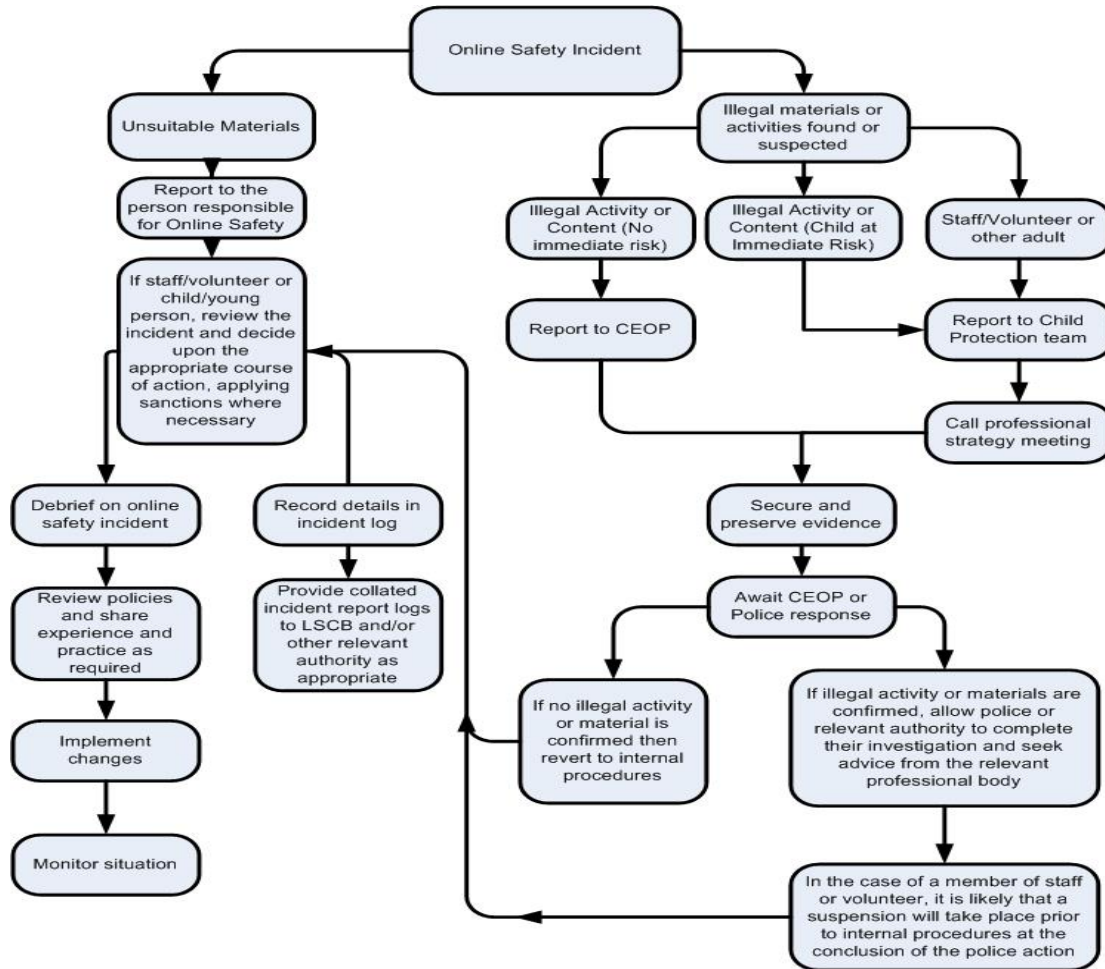 Online Safety Incident
Unsuitable Materials
Report to the
person responsible
for Online Safety
If staff/volunteer or
child/young
person, review the
incident and decide
upon the
appropriate course
of action, applying
sanctions where
necessary
Debrief on online
safety incident
Review policies and share
experience and
practice as
required
Implement
changes
Monitor situation
Record details in
incident log
Provide collated
incident report logs
to LSCB and/or
other relevant
authority as
appropriate
Illegal materials or
activities found or
suspected
Illegal Activity or
Content (No
immediate risk)
Illegal Activity or
Content (Child at
Immediate Risk)
Staff/Volunteer or
other adult
Report to CEOP
Report to Child
Protection team
Call professional
strategy meeting
Secure and
preserve evidence
Await CEOP or
Police response
If no illegal activity
or material is
confirmed then
revert to internal
procedures
If illegal activity or materials are
confirmed, allow police or
relevant authority to complete
their investigation and seek
advice from the relevant
professional body
In the case of a member of staff
or volunteer, it is likely that a
suspension will take place prior
to internal procedures at the
conclusion of the police action